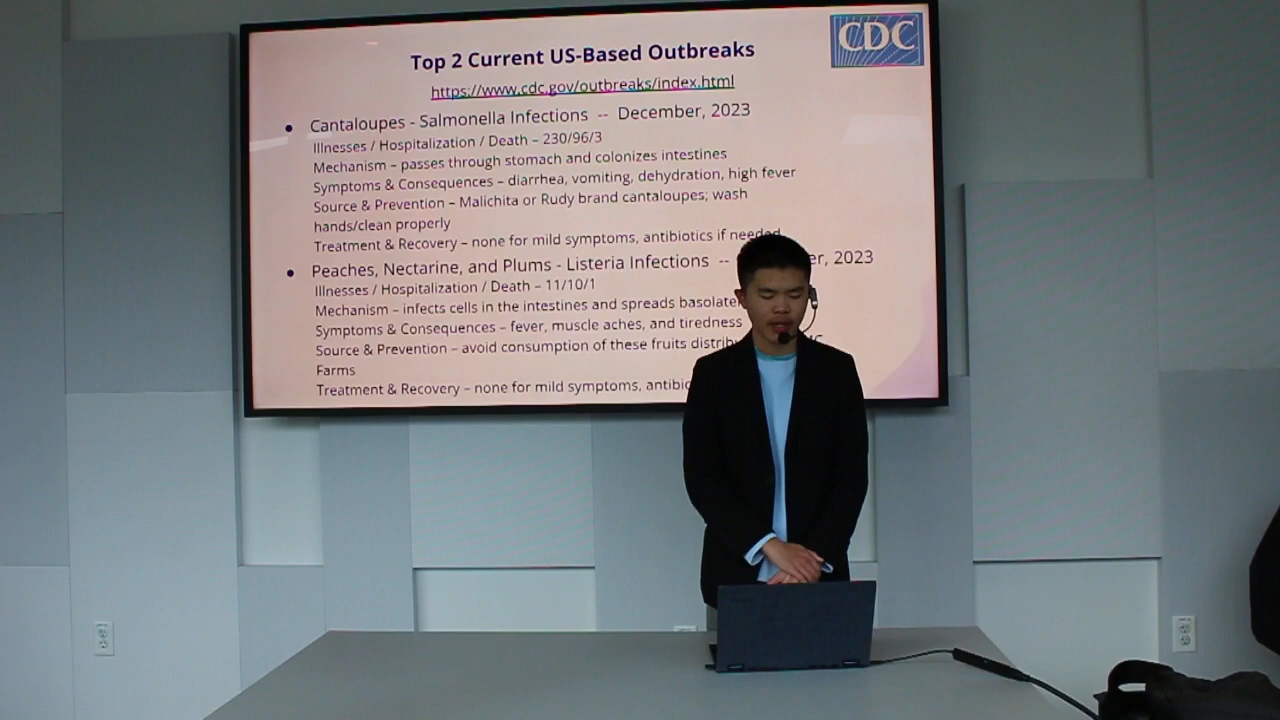 Top 2 Current US-Based Outbreaks
CDC
https://www.cdc.gov/outbreaks/index.html
• Cantaloupes - Salmonella Infections -- December, 2023
Illnesses / Hospitalization / Death – 230/96/3
Mechanism – passes through stomach and colonizes intestines
Symptoms & Consequences – diarrhea, vomiting, dehydration, high fever
Source & Prevention – Malichita or Rudy brand cantaloupes; wash
hands/clean properly
Treatment & Recovery – none for mild symptoms, antibiotics if needed
• Peaches, Nectarine, and Plums - Listeria Infections -- 2023
Illnesses / Hospitalization / Death – 11/10/1
Mechanism – infects cells in the intestines and spreads
Symptoms & Consequences – fever, muscle aches, and tiredness
Source & Prevention – avoid consumption of these fruits
Farms
Treatment & Recovery – none for mild symptoms,